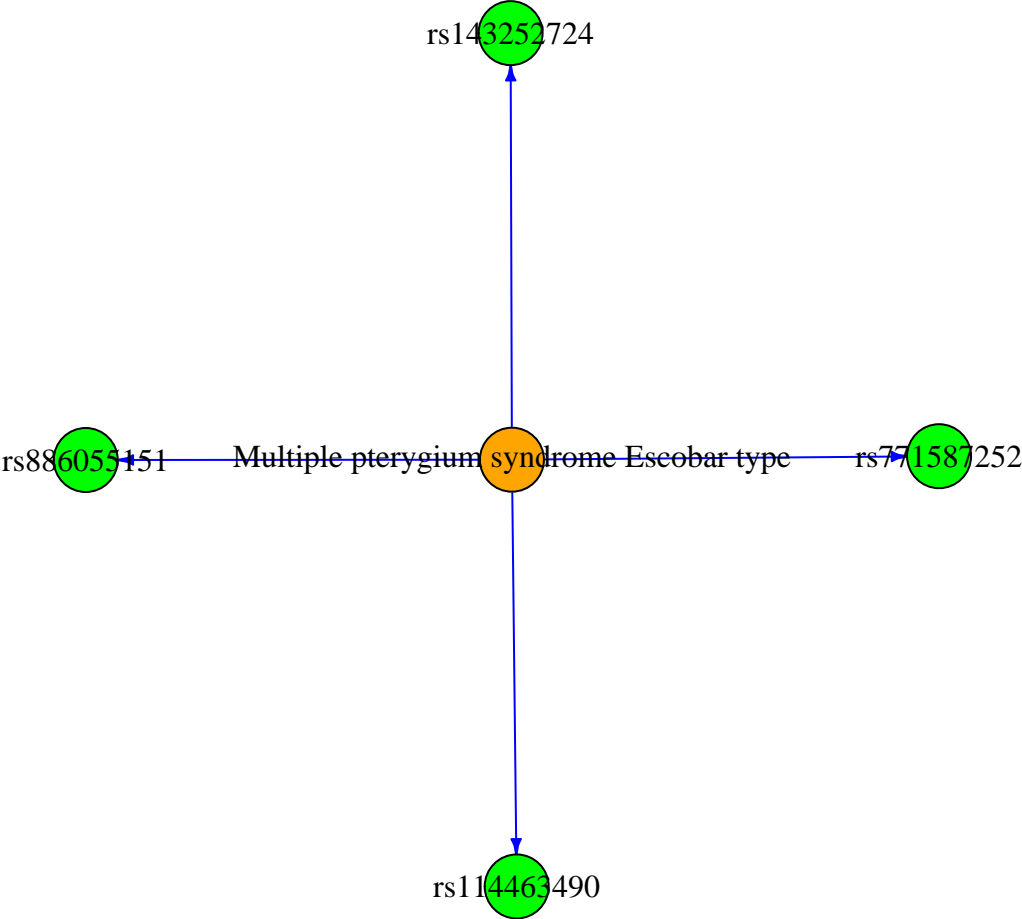 rs143252724
rs886055151
Multiple pterygium syndrome Escobar type
rs771587252
rs114463490